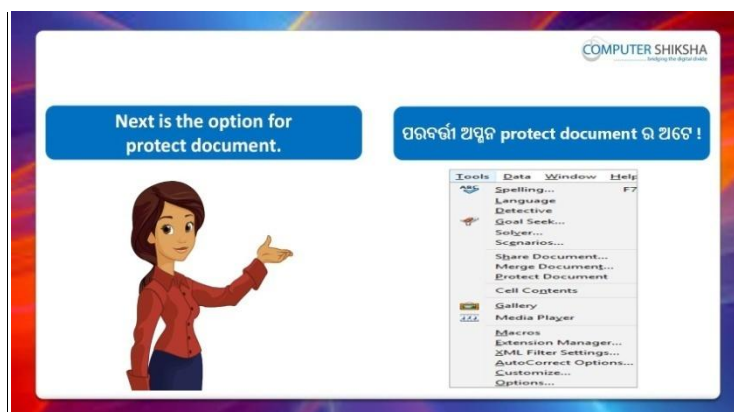 COMPUTER SHIKSHA
bridging the digital divide
Next is the option for
protect document.
ପରବର୍ତ୍ତୀ ଅପ୍ସନ protect document ର ଅଟେ !
Tools Data Window Help
Spelling... F7
Language
Detective
Goal Seek...
Solver...
Scenarios...
Share Document...
Merge Document...
Protect Document
Cell Contents
Gallery
Media Player
Macros
Extension Manager...
XML Filter Settings...
AutoCorrect Options...
Customize...
Options...